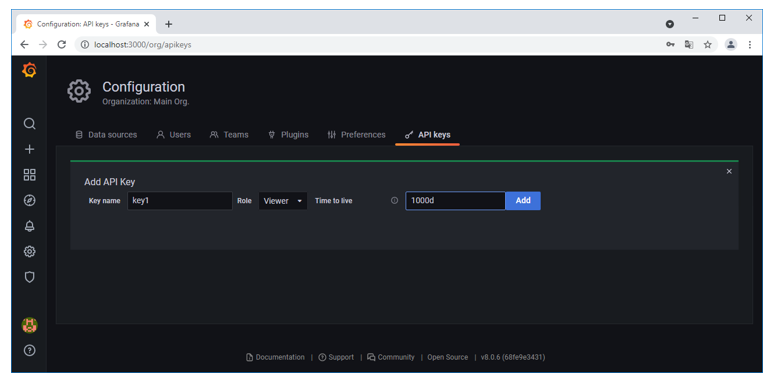 Configuration: API keys - Grafana
localhost:3000/org/apikeys
Configuration
Organization: Main Org.
Data sources Users Teams Plugins Preferences API keys
Add API Key
Key name key1 Role Viewer Time to live 1000d Add
Documentation | Support | Community | Open Source | v8.0.6 (68fe9e3431)